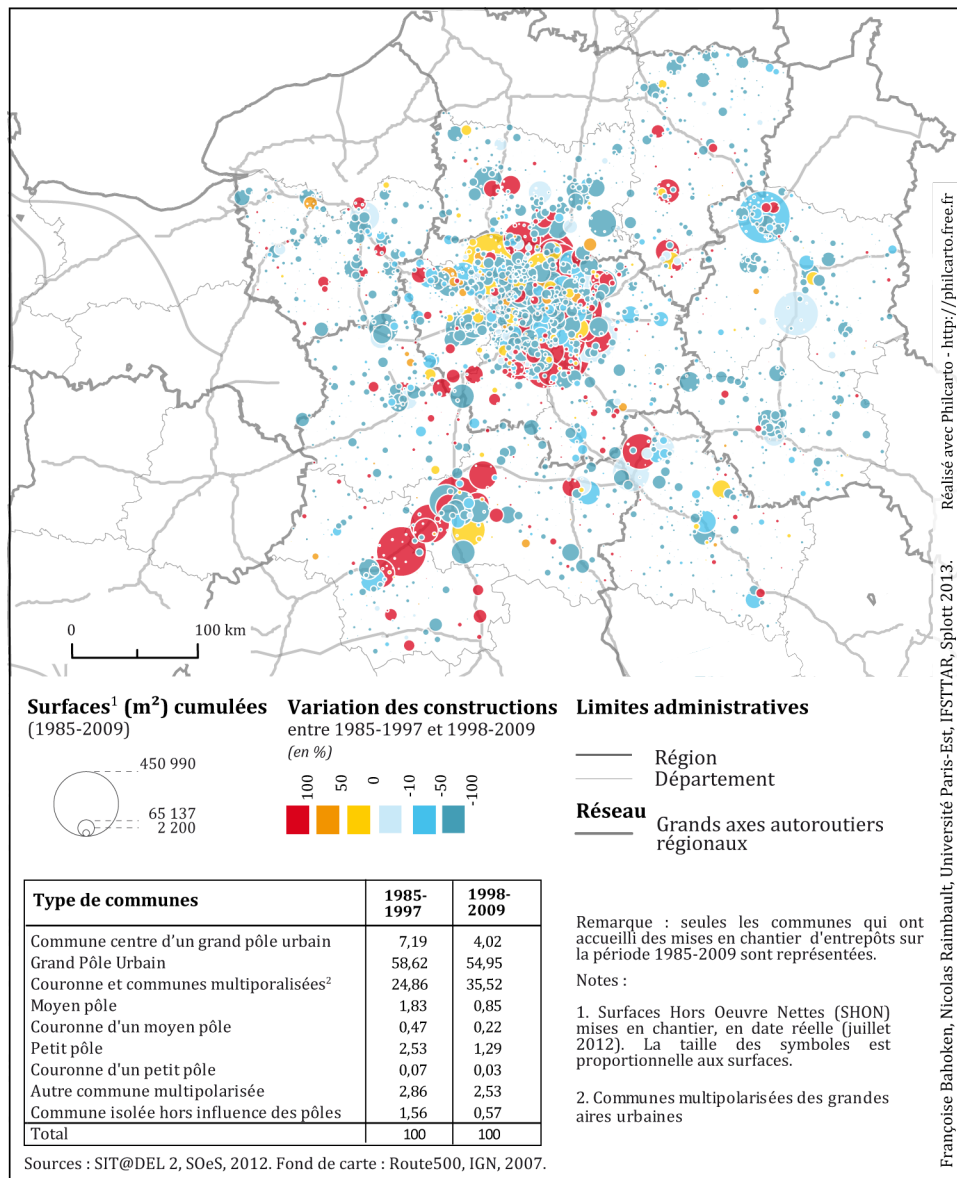 0
100 km
Surfaces¹ (m²) cumulées
(1985-2009)
450 990
65 137
2 200
Variation des constructions
entre 1985-1997 et 1998-2009
(en %)
100
50
0
-10
-50
-100
Limites administratives
Région
Département
Réseau
Grands axes autoroutiers
régionaux
Type de communes 1985-1997 1998-2009
Commune centre d'un grand pôle urbain 7,19 4,02
Grand Pôle Urbain 58,62 54,95
Couronne et communes multiporalisées² 24,86 35,52
Moyen pôle 1,83 0,85
Couronne d'un moyen pôle 0,47 0,22
Petit pôle 2,53 1,29
Couronne d'un petit pôle 0,07 0,03
Autre commune multipolarisée 2,86 2,53
Commune isolée hors influence des pôles 1,56 0,57
Total 100 100
Sources : SIT@DEL 2, SOeS, 2012. Fond de carte : Route500, IGN, 2007.
Remarque : seules les communes qui ont
accueilli des mises en chantier d'entrepôts sur
la période 1985-2009 sont représentées.
Notes :
1. Surfaces Hors Oeuvre Nettes (SHON)
mises en chantier, en date réelle (juillet
2012). La taille des symboles est
proportionnelle aux surfaces.
2. Communes multipolarisées des grandes
aires urbaines
Françoise Bahoken, Nicolas Raimbault, Université Paris-Est, IFSTTAR, Splott 2013. Réalisé avec Philcarto - http://philcarto.free.fr